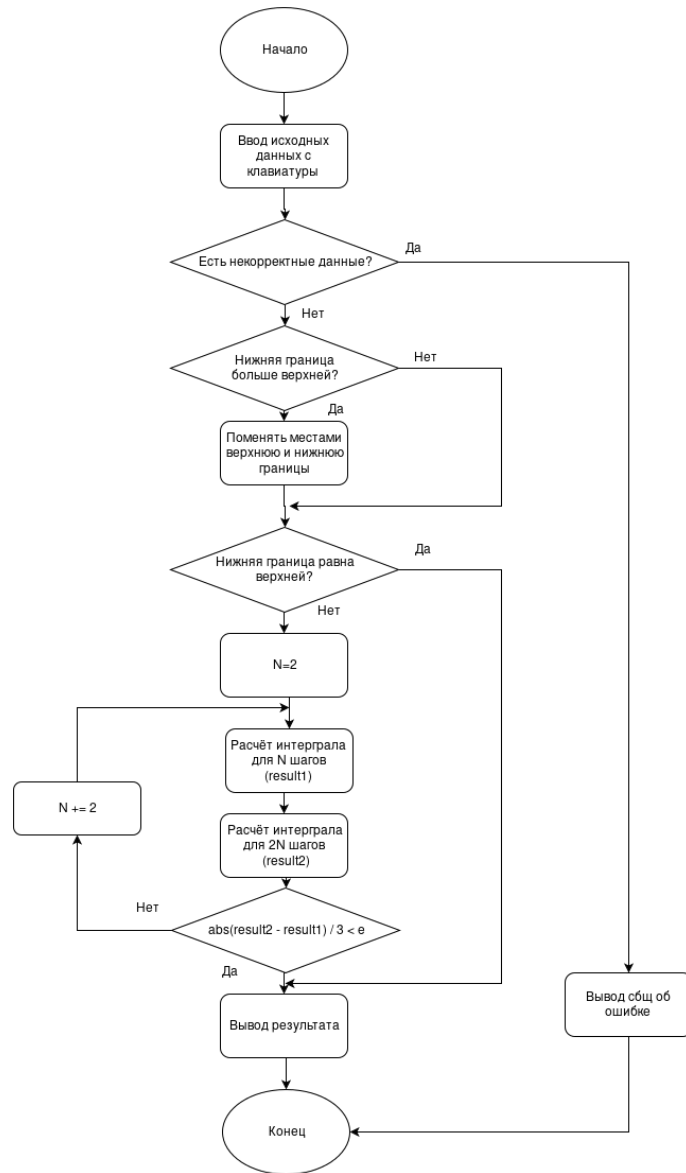 Начало
Ввод исходных
данных с
клавиатуры
Есть некорректные данные?
Да
Нет
Нижняя граница
больше верхней?
Нет
Да
Поменять местами
верхнюю и нижнюю
границы
Нижняя граница равна
верхней?
Да
Нет
N=2
Расчёт интерграла
для N шагов
(result1)
N += 2
Расчёт интерграла
для 2N шагов
(result2)
Нет
abs(result2 - result1) / 3 < e
Да
Вывод сбщ об
ошибке
Вывод результата
Конец